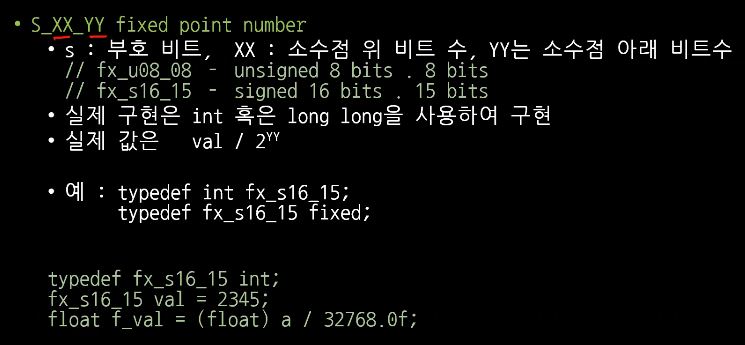 • S_XX_YY fixed point number
• s : 부호 비트, XX : 소수점 위 비트 수, YY는 소수점 아래 비트수
// fx_u08_08 - unsigned 8 bits . 8 bits
// fx_s16_15 - signed 16 bits . 15 bits
• 실제 구현은 int 혹은 long long을 사용하여 구현
• 실제 값은 val / 2^YY
• 예 : typedef int fx_s16_15;
typedef fx_s16_15 fixed;
typedef fx_s16_15 int;
fx_s16_15 val = 2345;
float f_val = (float) a / 32768.0f;